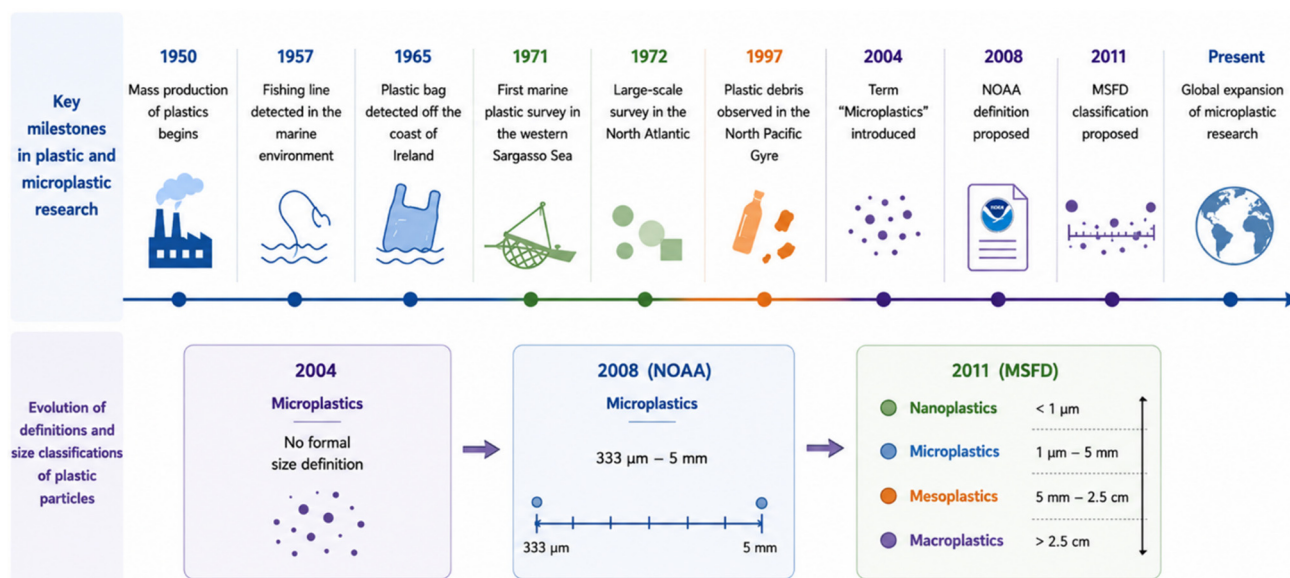 Key
milestones
in plastic and
microplastic
research
1950
Mass production
of plastics
begins
1957
Fishing line
detected in the
marine
environment
1965
Plastic bag
detected off the
coast of
Ireland
1971
First marine
plastic survey in
the western
Sargasso Sea
1972
Large-scale
survey in the
North Atlantic
1997
Plastic debris
observed in the
North Pacific
Gyre
2004
Term
“Microplastics”
introduced
2008
NOAA
definition
proposed
NOAA
2011
MSFD
classification
proposed
Present
Global expansion
of microplastic
research
Evolution of
definitions and
size classifications
of plastic
particles
2004
Microplastics
No formal
size definition
2008 (NOAA)
Microplastics
333 µm – 5 mm
333 µm
5 mm
2011 (MSFD)
Nanoplastics < 1 µm
Microplastics 1 µm – 5 mm
Mesoplastics 5 mm – 2.5 cm
Macroplastics > 2.5 cm